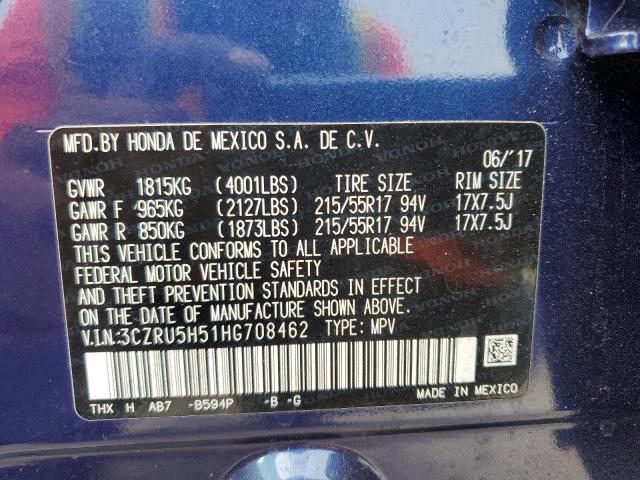 MFD.BY HONDA DE MEXICO S.A. DE C.V.
06/'17
GVWR 1815KG (4001LBS) TIRE SIZE RIM SIZE
GAWR F 965KG (2127LBS) 215/55R17 94V 17X7.5J
GAWR R 850KG (1873LBS) 215/55R17 94V 17X7.5J
THIS VEHICLE CONFORMS TO ALL APPLICABLE
FEDERAL MOTOR VEHICLE SAFETY
AND THEFT PREVENTION STANDARDS IN EFFECT
ON THE DATE OF MANUFACTURE SHOWN ABOVE.
V.I.N:3CZRU5H51HG708462 TYPE: MPV
THX H AB7 -B594P -B -G MADE IN MEXICO